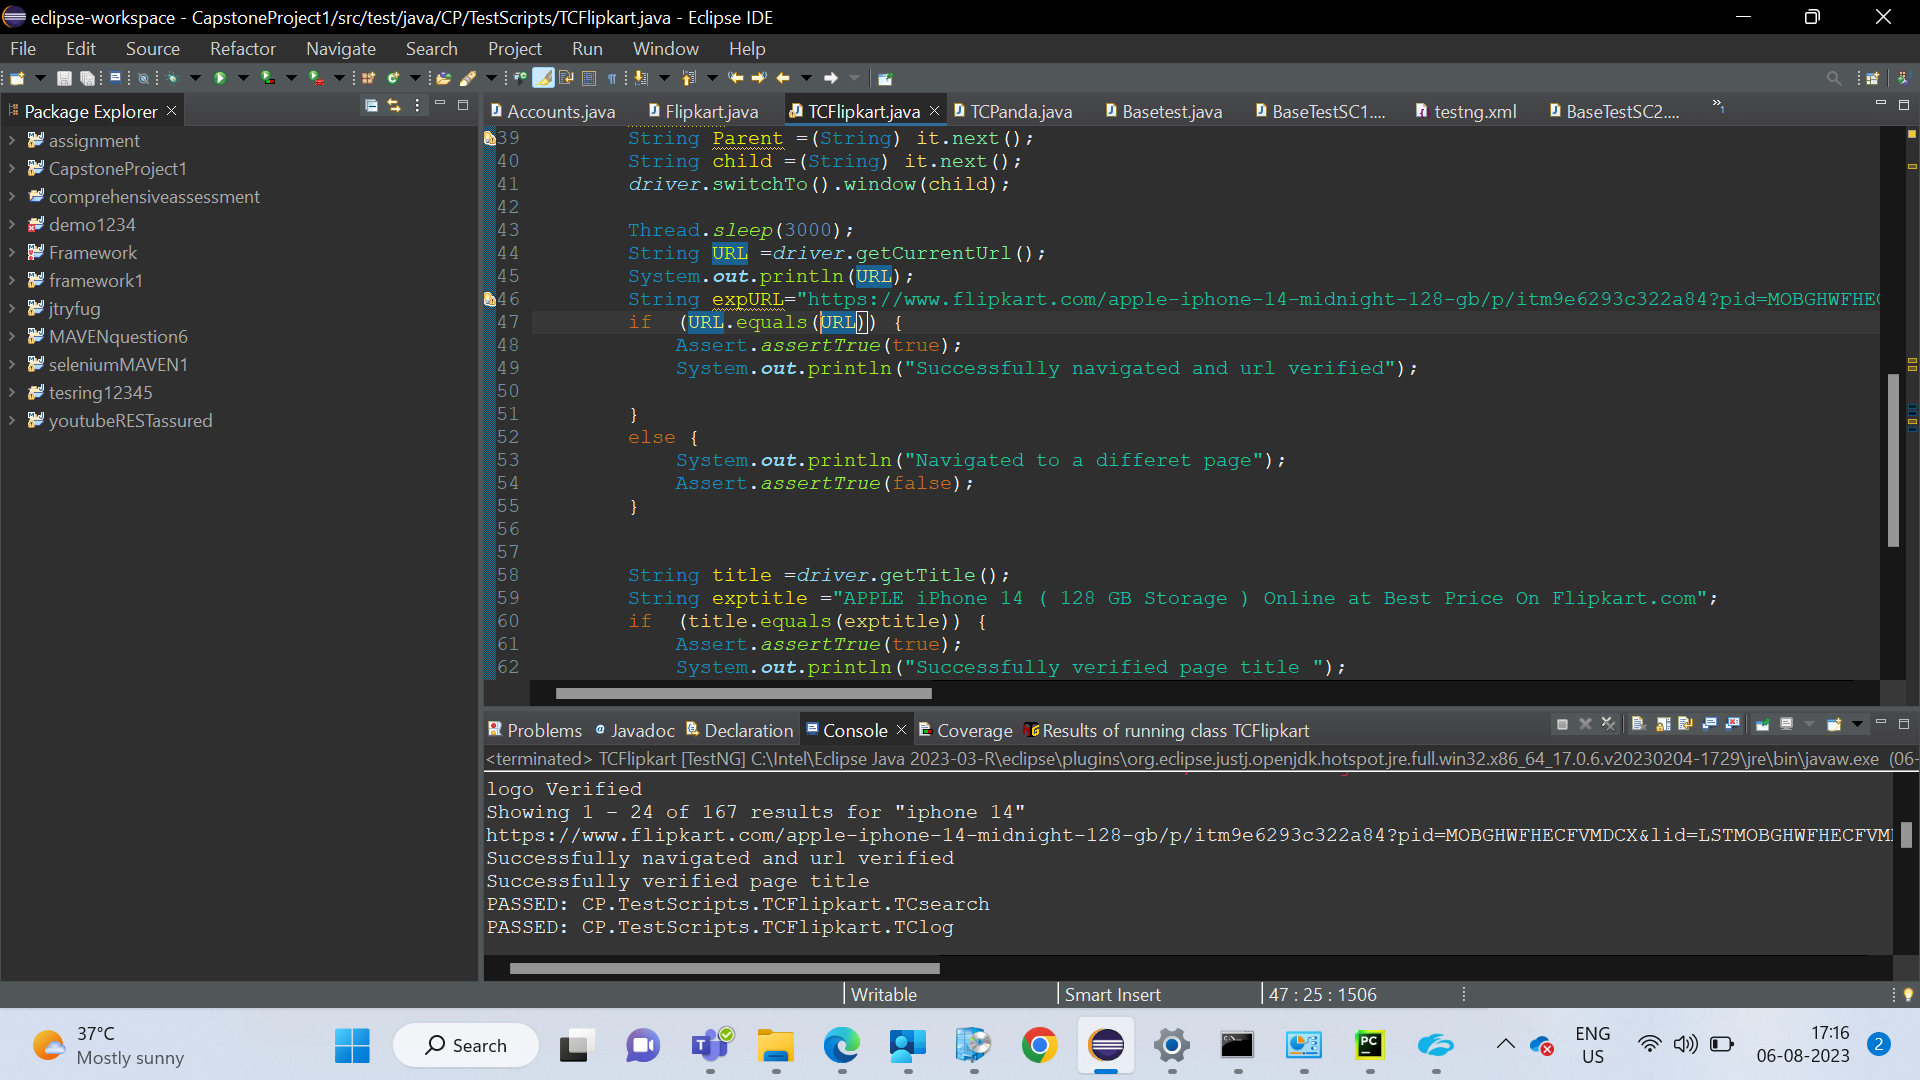 eclipse-workspace - CapstoneProject1/src/test/java/CP/TestScripts/TCFlipkart.java - Eclipse IDE
File Edit Source Refactor Navigate Search Project Run Window Help
Package Explorer
assignment
CapstoneProject1
comprehensiveassessment
demo1234
Framework
framework1
jtryfug
MAVENquestion6
seleniumMAVEN1
tesring12345
youtubeRESTassured
Accounts.java Flipkart.java TCFlipkart.java TCPanda.java Basetest.java BaseTestSC1.... testng.xml BaseTestSC2.... 1
39 String Parent =(String) it.next();
40 String child =(String) it.next();
41 driver.switchTo().window(child);
42
43 Thread.sleep(3000);
44 String URL =driver.getCurrentUrl();
45 System.out.println(URL);
46 String expURL="https://www.flipkart.com/apple-iphone-14-midnight-128-gb/p/itm9e6293c322a84?pid=MOBGHWFHEC
47 if (URL.equals(URL)) {
48 Assert.assertTrue(true);
49 System.out.println("Successfully navigated and url verified");
50
51 }
52 else {
53 System.out.println("Navigated to a differet page");
54 Assert.assertTrue(false);
55 }
56
57
58 String title =driver.getTitle();
59 String exptitle ="APPLE iPhone 14 ( 128 GB Storage ) Online at Best Price On Flipkart.com";
60 if (title.equals(exptitle)) {
61 Assert.assertTrue(true);
62 System.out.println("Successfully verified page title ");
Problems Javadoc Declaration Console Coverage Results of running class TCFlipkart
<terminated> TCFlipkart [TestNG] C:\Intel\Eclipse Java 2023-03-R\eclipse\plugins\org.eclipse.justj.openjdk.hotspot.jre.full.win32.x86_64_17.0.6.v20230204-1729\jre\bin\javaw.exe (06-
logo Verified
Showing 1 – 24 of 167 results for "iphone 14"
https://www.flipkart.com/apple-iphone-14-midnight-128-gb/p/itm9e6293c322a84?pid=MOBGHWFHECFVMDCX&lid=LSTMOBGHWFHECFVM
Successfully navigated and url verified
Successfully verified page title
PASSED: CP.TestScripts.TCFlipkart.TCsearch
PASSED: CP.TestScripts.TCFlipkart.TClog
Writable Smart Insert 47 : 25 : 1506
37°C
Mostly sunny
Search
PC
ENG
US
17:16
06-08-2023
2